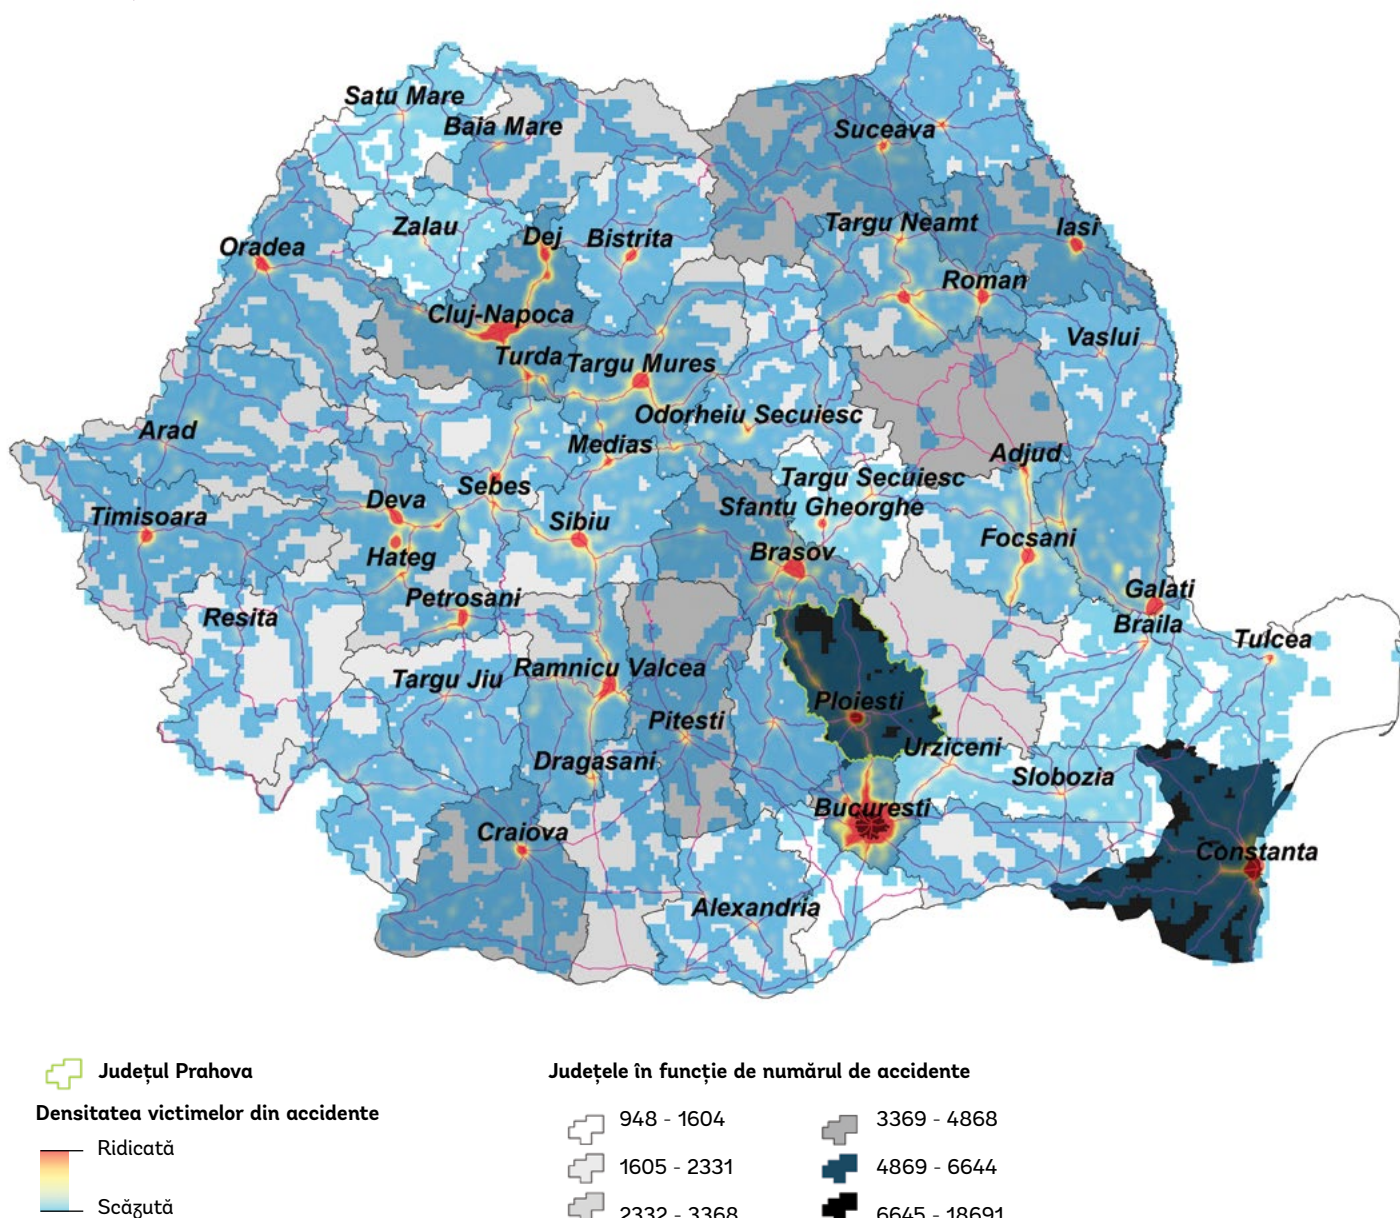 Satu Mare
Baia Mare
Suceava
Zalau
Dej
Bistrita
Targu Neamt
Iasi
Oradea
Roman
Cluj-Napoca
Vaslui
Turda
Targu Mures
Odorheiu Secuiesc
Arad
Medias
Adjud
Targu Secuiesc
Sebes
Deva
Sfantu Gheorghe
Timisoara
Sibiu
Focsani
Hateg
Brasov
Galati
Petrosani
Resita
Braila
Tulcea
Targu Jiu
Ramnicu Valcea
Ploiesti
Pitesti
Urziceni
Dragasani
Slobozia
Bucuresti
Craiova
Constanta
Alexandria
Județul Prahova
Densitatea victimelor din accidente
Ridicată
Scăzută
Județele în funcție de numărul de accidente
948 - 1604
1605 - 2331
2332 - 3368
3369 - 4868
4869 - 6644
6645 - 18691